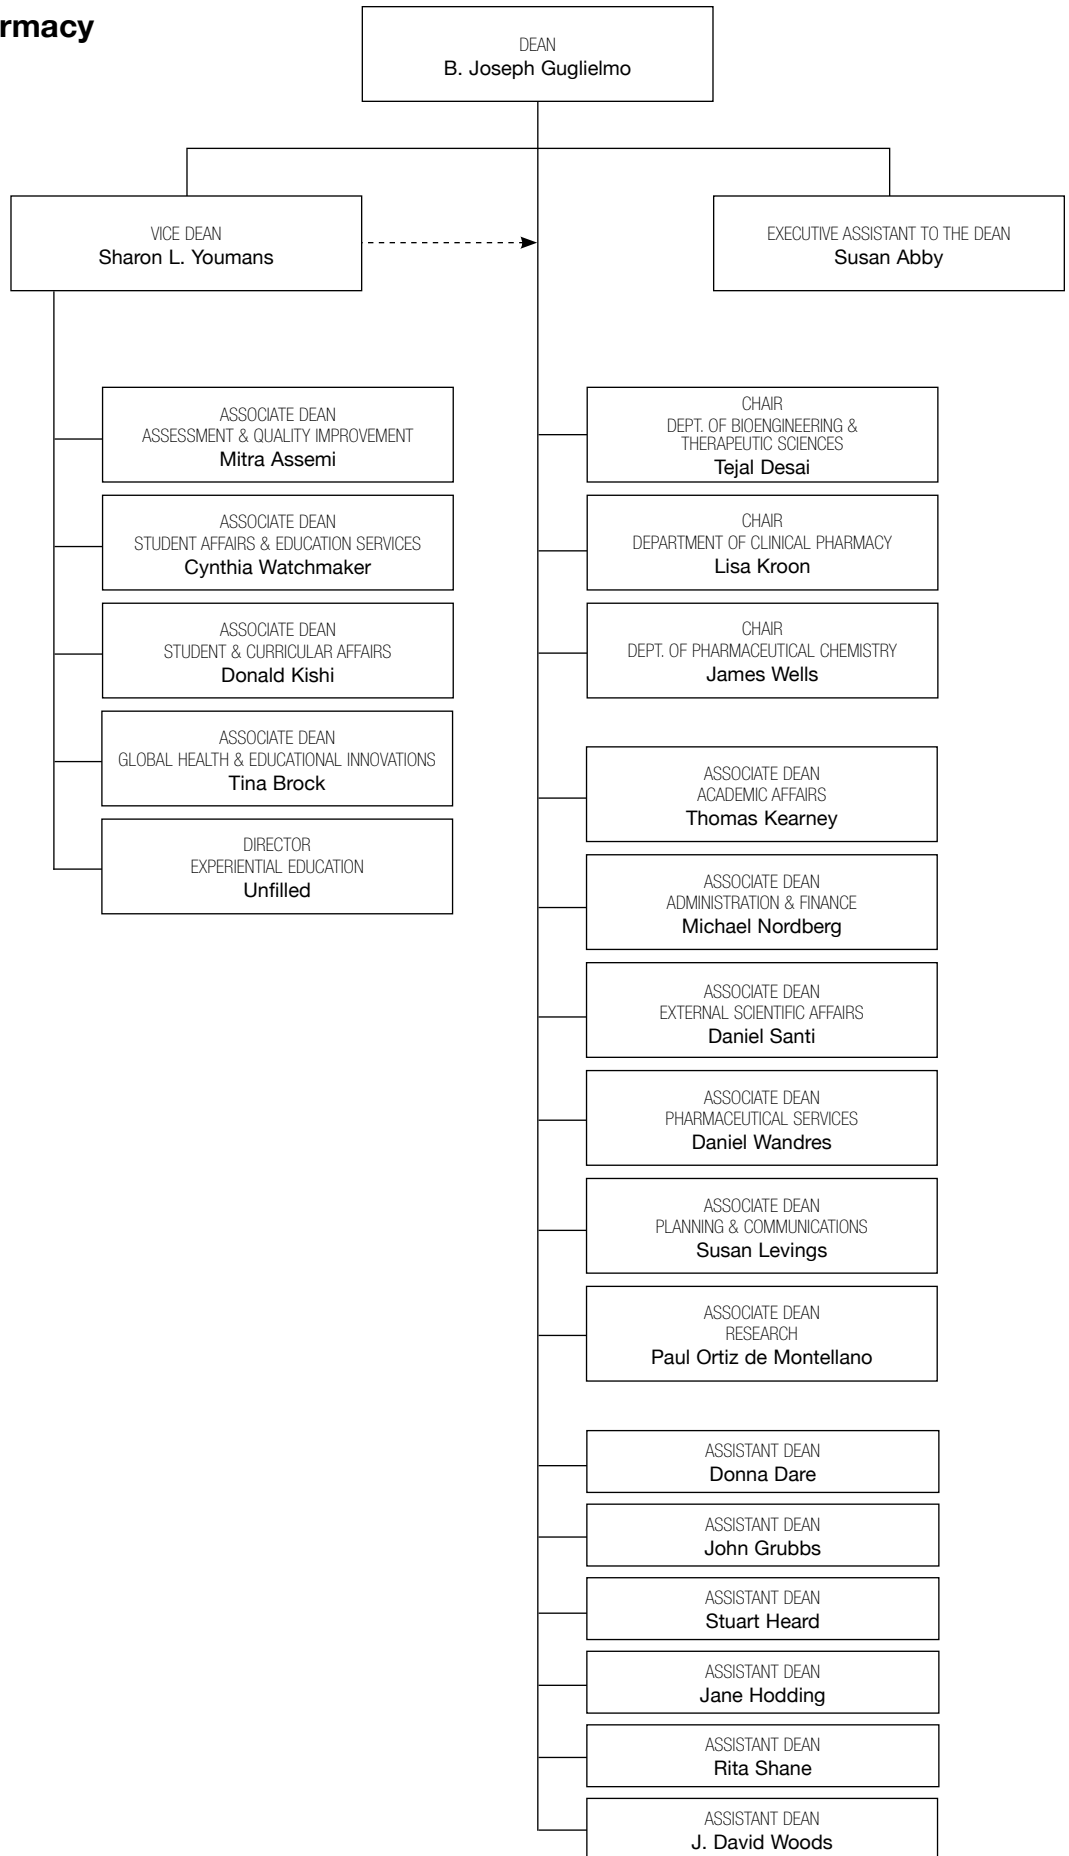 rmacy
DEAN
B. Joseph Guglielmo
VICE DEAN
Sharon L. Youmans
EXECUTIVE ASSISTANT TO THE DEAN
Susan Abby
ASSOCIATE DEAN
ASSESSMENT & QUALITY IMPROVEMENT
Mitra Assemi
ASSOCIATE DEAN
STUDENT AFFAIRS & EDUCATION SERVICES
Cynthia Watchmaker
ASSOCIATE DEAN
STUDENT & CURRICULAR AFFAIRS
Donald Kishi
ASSOCIATE DEAN
GLOBAL HEALTH & EDUCATIONAL INNOVATIONS
Tina Brock
DIRECTOR
EXPERIENTIAL EDUCATION
Unfilled
CHAIR
DEPT. OF BIOENGINEERING &
THERAPEUTIC SCIENCES
Tejal Desai
CHAIR
DEPARTMENT OF CLINICAL PHARMACY
Lisa Kroon
CHAIR
DEPT. OF PHARMACEUTICAL CHEMISTRY
James Wells
ASSOCIATE DEAN
ACADEMIC AFFAIRS
Thomas Kearney
ASSOCIATE DEAN
ADMINISTRATION & FINANCE
Michael Nordberg
ASSOCIATE DEAN
EXTERNAL SCIENTIFIC AFFAIRS
Daniel Santi
ASSOCIATE DEAN
PHARMACEUTICAL SERVICES
Daniel Wandres
ASSOCIATE DEAN
PLANNING & COMMUNICATIONS
Susan Levings
ASSOCIATE DEAN
RESEARCH
Paul Ortiz de Montellano
ASSISTANT DEAN
Donna Dare
ASSISTANT DEAN
John Grubbs
ASSISTANT DEAN
Stuart Heard
ASSISTANT DEAN
Jane Hodding
ASSISTANT DEAN
Rita Shane
ASSISTANT DEAN
J. David Woods